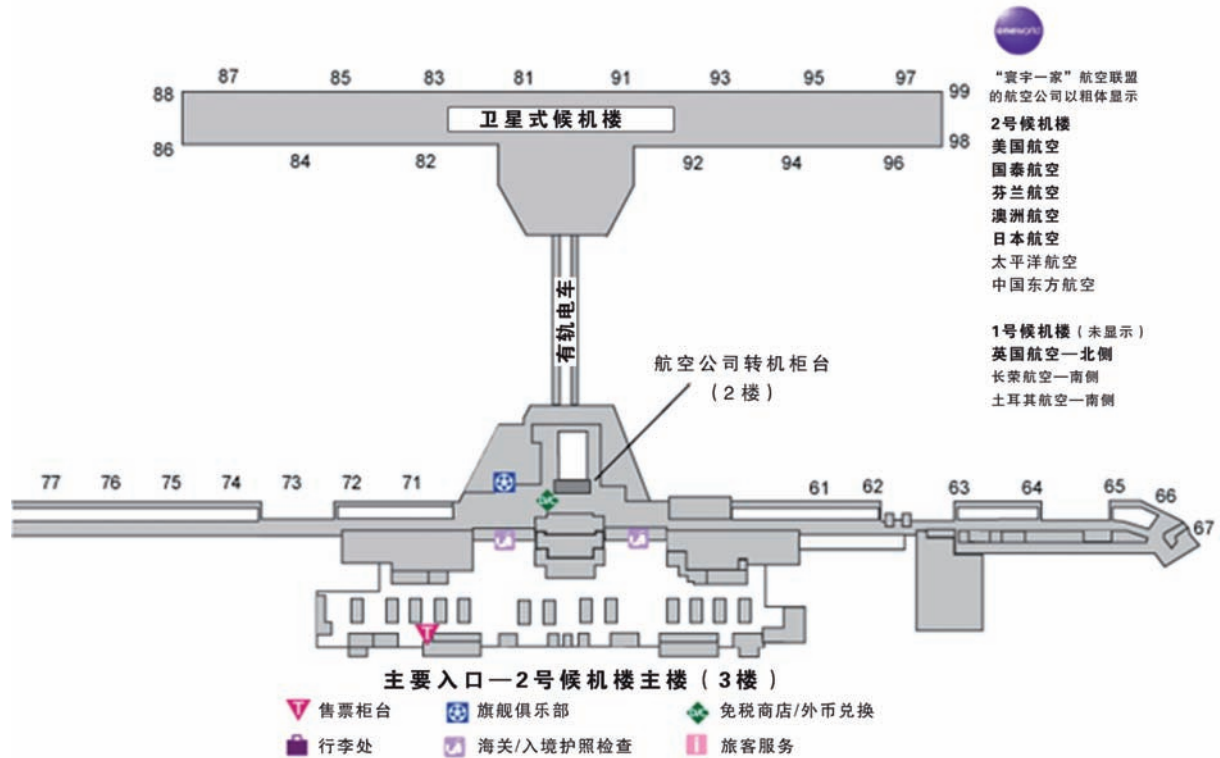 oneworld
“寰宇一家”航空联盟
的航空公司以粗体显示
2号候机楼
美国航空
国泰航空
芬兰航空
澳洲航空
日本航空
太平洋航空
中国东方航空
1号候机楼（未显示）
英国航空—北侧
长荣航空—南侧
土耳其航空—南侧
87 85 83 81 91 93 95 97
88 99
卫星式候机楼
86 98
84 82 92 94 96
有轨电车
航空公司转机柜台
（2楼）
77 76 75 74 73 72 71 61 62 63 64 65 66
67
主要入口—2号候机楼主楼（3楼）
T 售票柜台
旗舰俱乐部
免税商店/外币兑换
行李处
海关/入境护照检查
旅客服务